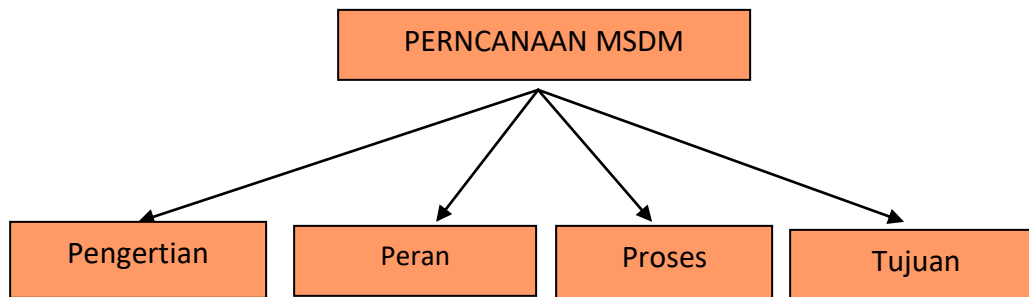 PERNCANAAN MSDM
Pengertian
Peran
Proses
Tujuan